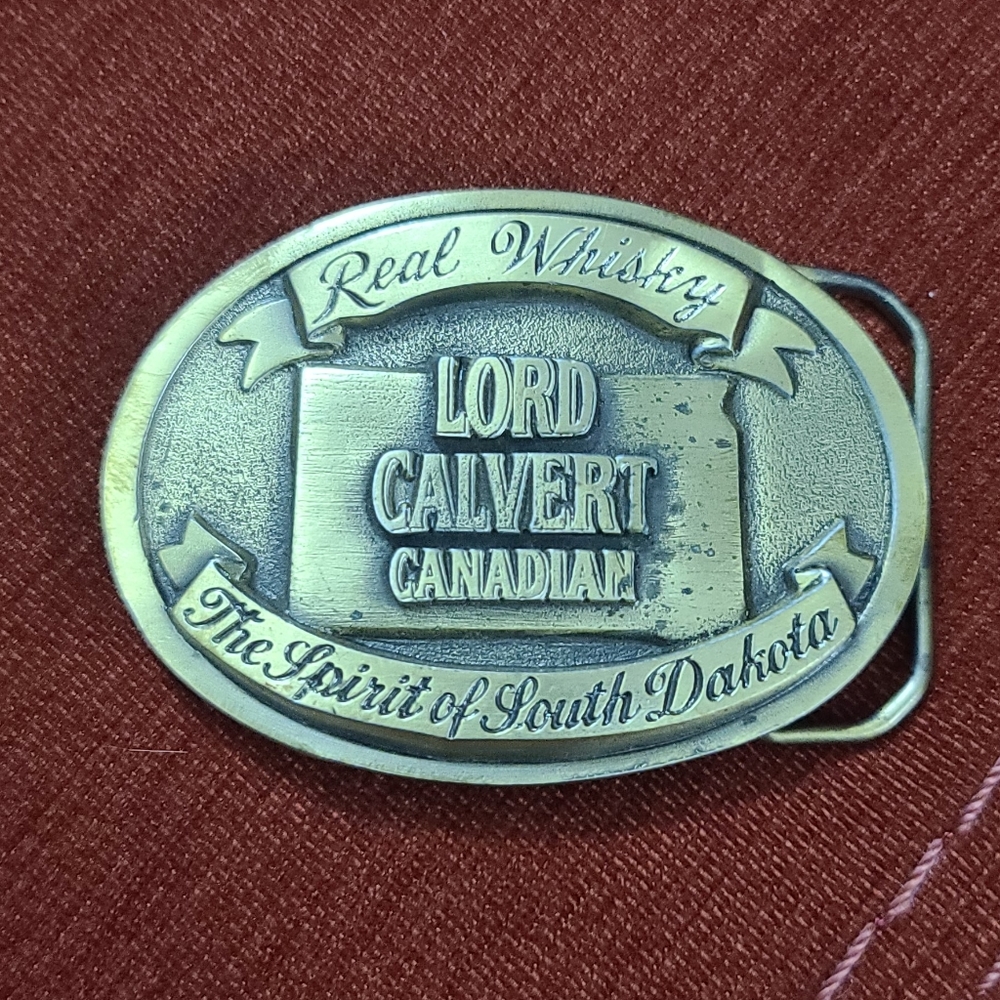 Real Whisky
LORD
CALVERT
CANADIAN
The Spirit of South Dakota